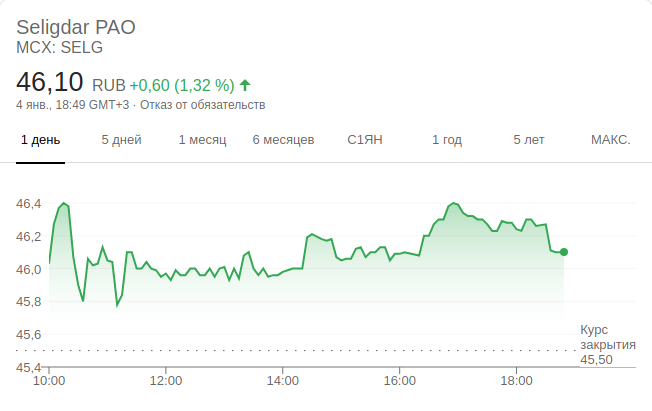 Seligdar PAO
MCX: SELG
46,10 RUB +0,60 (1,32 %)
4 янв., 18:49 GMT+3 · Отказ от обязательств
1 день 5 дней 1 месяц 6 месяцев С1ЯН 1 год 5 лет МАКС.
46,4
46,2
46,0
45,8
45,6
45,4
Курс
закрытия
45,50
10:00 12:00 14:00 16:00 18:00